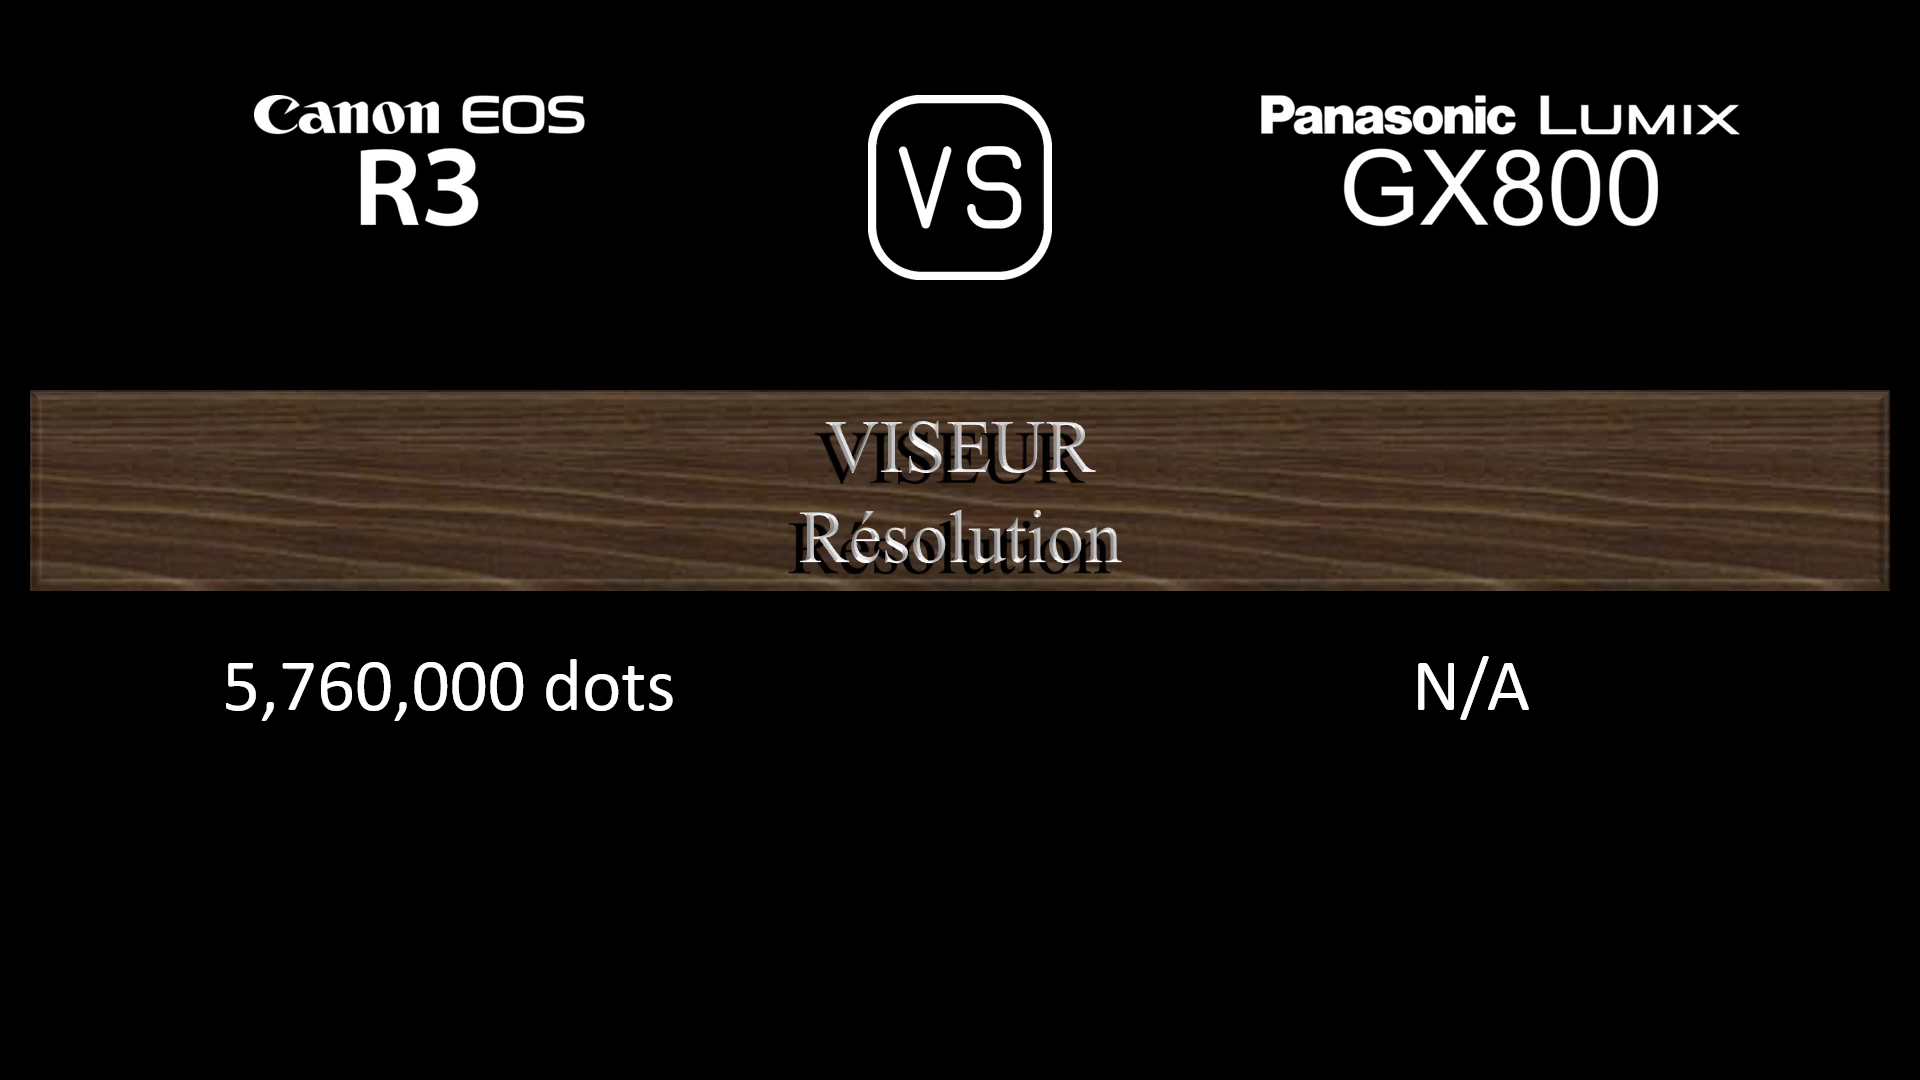 Canon EOS
R3
VS
Panasonic LUMIX
GX800
VISEUR
Résolution
5,760,000 dots
N/A